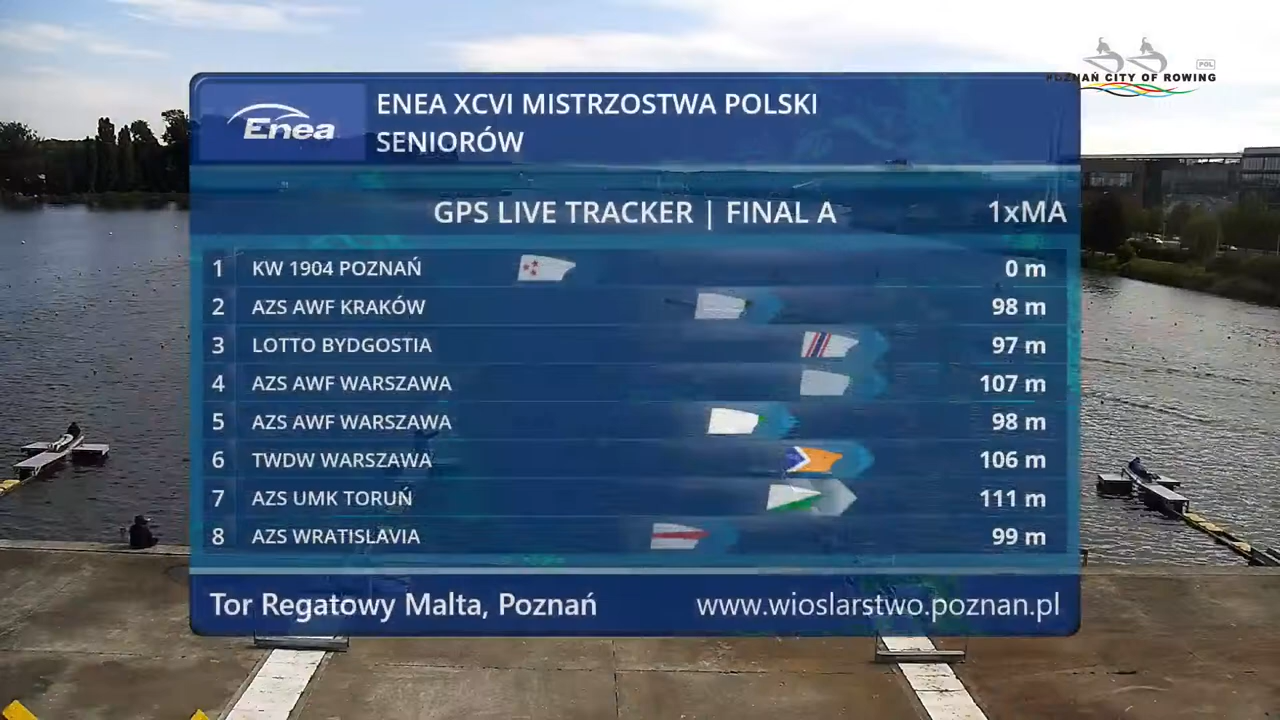 POL
POZNAŃ CITY OF ROWING
Enea
ENEA XCVI MISTRZOSTWA POLSKI
SENIORÓW
GPS LIVE TRACKER | FINAL A 1xMA
1 KW 1904 POZNAŃ 0 m
2 AZS AWF KRAKÓW 98 m
3 LOTTO BYDGOSTIA 97 m
4 AZS AWF WARSZAWA 107 m
5 AZS AWF WARSZAWA 98 m
6 TWDW WARSZAWA 106 m
7 AZS UMK TORUŃ 111 m
8 AZS WRATISLAVIA 99 m
Tor Regatowy Malta, Poznań www.wioslarstwo.poznan.pl